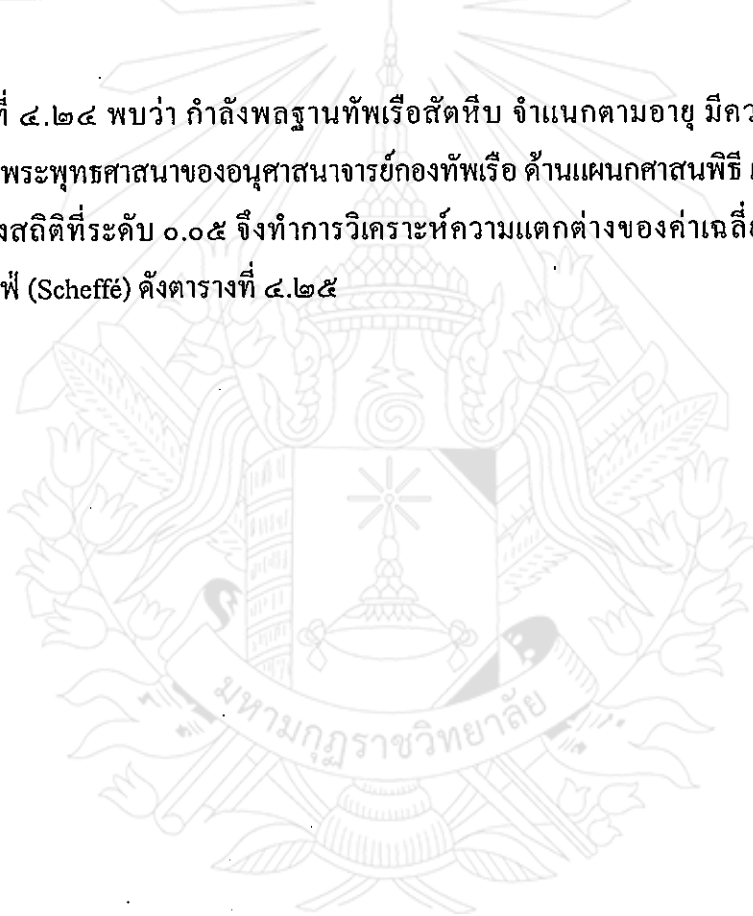 ที่ ๔.๒๔ พบว่า กำลังพลฐานทัพเรือสัตหีบ จำแนกตามอายุ มีคว
พระพุทธศาสนาของอนุศาสนาจารย์กองทัพเรือ ด้านแผนกศาสนพิธี
งสถิติที่ระดับ ๐.๐๕ จึงทำการวิเคราะห์ความแตกต่างของค่าเฉลี่ย
ฟ่ (Scheffé) ดังตารางที่ ๔.๒๕
มหามกุฏราชวิทยาลัย